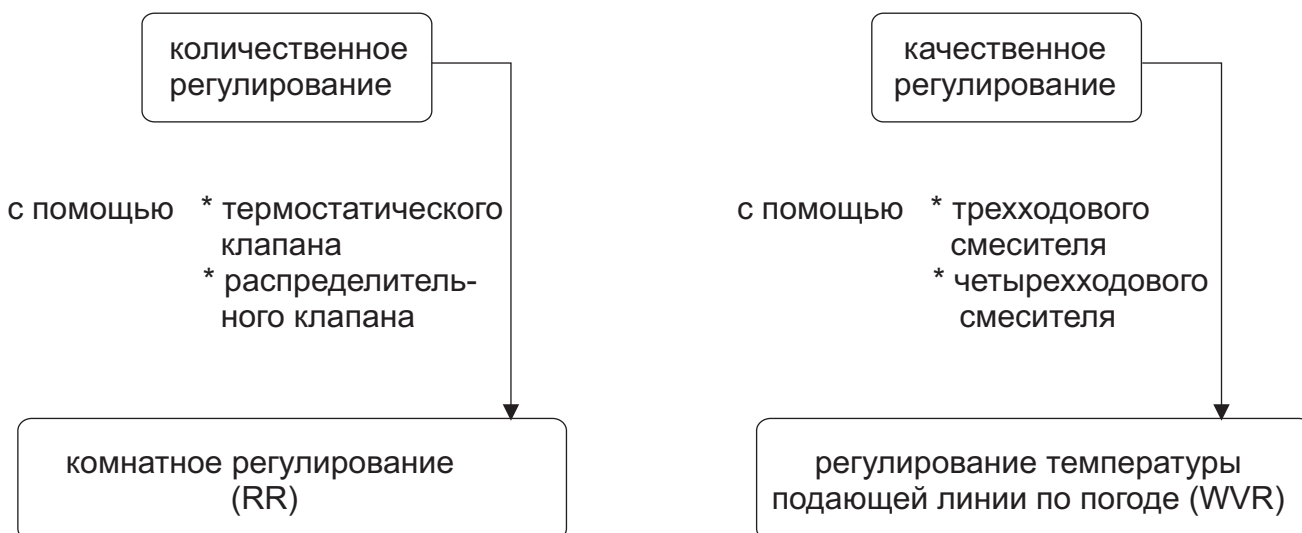 количественное
регулирование
с помощью * термостатического
клапана
* распределитель-
ного клапана
комнатное регулирование
(RR)
качественное
регулирование
с помощью * трехходового
смесителя
* четырехходового
смесителя
регулирование температуры
подающей линии по погоде (WVR)